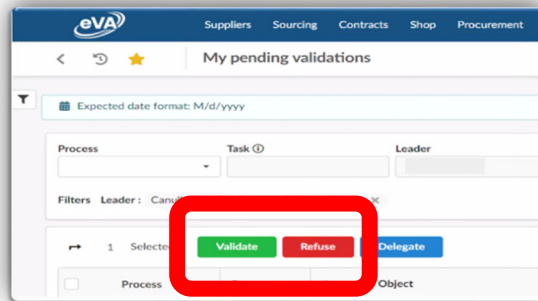 eVA Suppliers Sourcing Contracts Shop Procurement
My pending validations
Expected date format: M/d/yyyy
Process Task Leader
Filters Leader :
1 Validate Refuse Delegate
Process Object